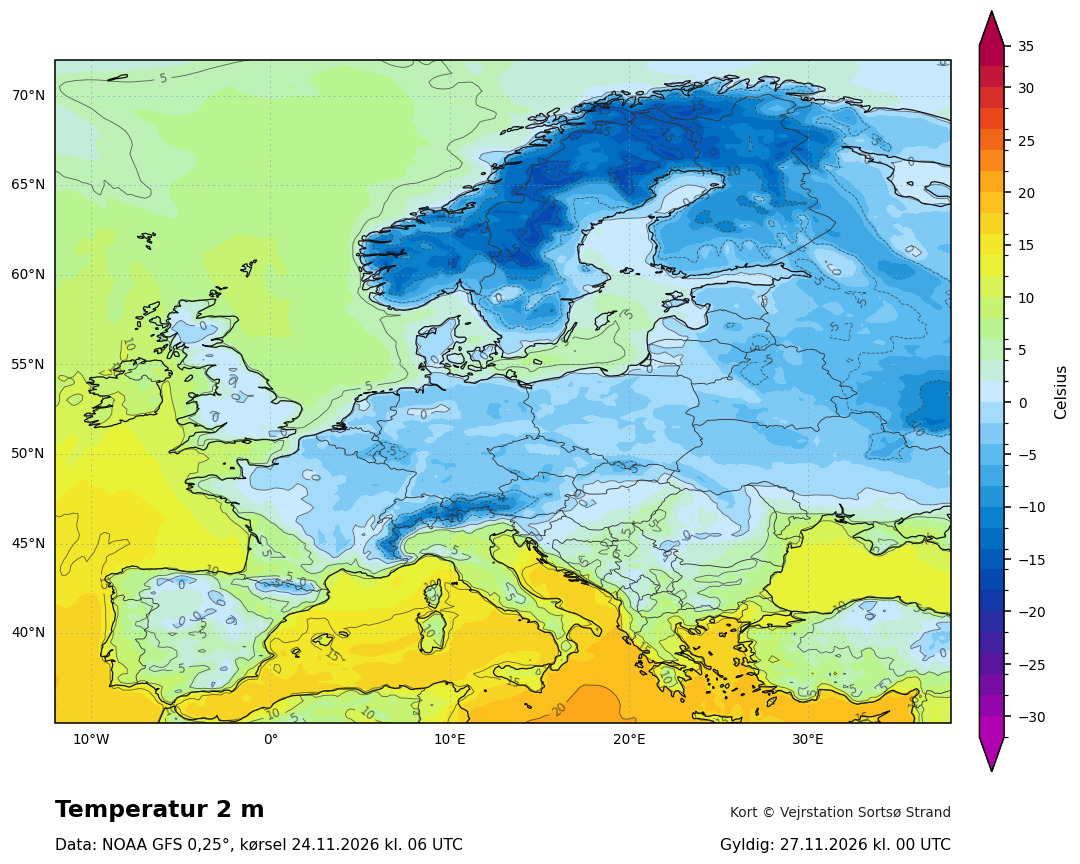 35
30
25
20
15
10
5
0
−5
−10
−15
−20
−25
−30
Celsius
70°N
65°N
60°N
55°N
50°N
45°N
40°N
10°W 0° 10°E 20°E 30°E
Temperatur 2 m
Kort © Vejrstation Sortsø Strand
Data: NOAA GFS 0,25°, kørsel 24.11.2026 kl. 06 UTC
Gyldig: 27.11.2026 kl. 00 UTC